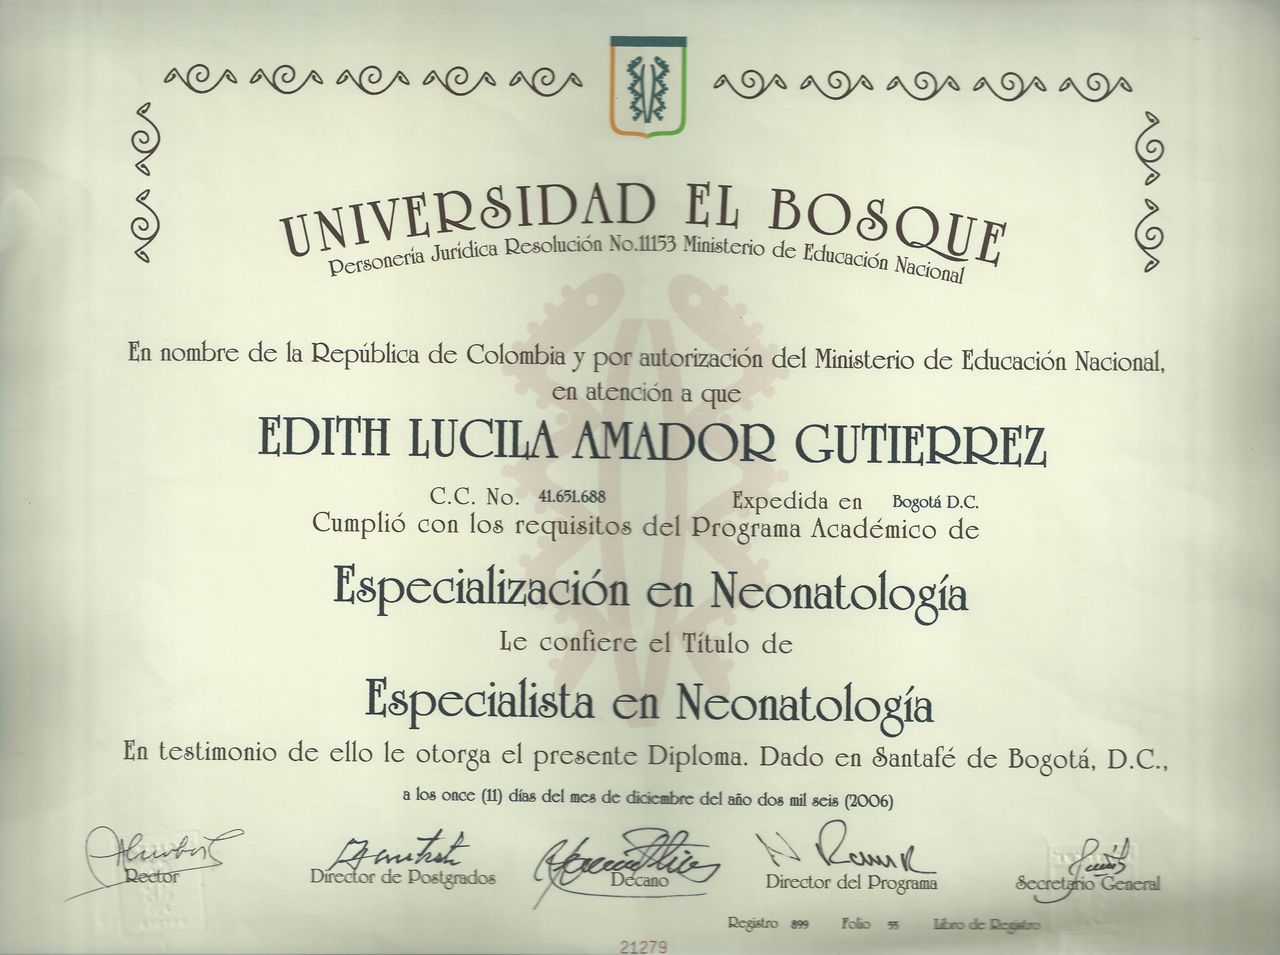 UNIVERSIDAD EL BOSQUE
Personería Jurídica Resolución No.11153 Ministerio de Educación Nacional
En nombre de la República de Colombia y por autorización del Ministerio de Educación Nacional,
en atención a que
EDITH LUCILA AMADOR GUTIERREZ
C.C. No. 41.651.688 Expedida en Bogotá D.C.
Cumplió con los requisitos del Programa Académico de
Especialización en Neonatología
Le confiere el Título de
Especialista en Neonatología
En testimonio de ello le otorga el presente Diploma. Dado en Santafé de Bogotá, D.C.,
a los once (11) días del mes de diciembre del año dos mil seis (2006)
Rector Director de Postgrados Decano Director del Programa Secretario General
Registro 899 Folio 55 Libro de Registro
21279